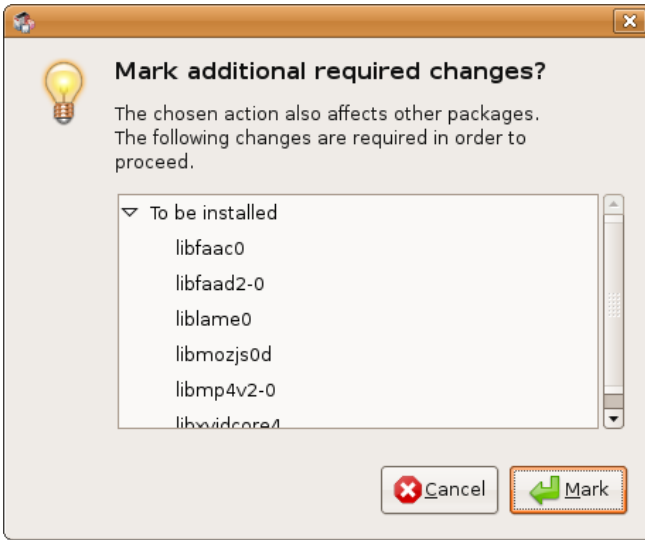 Mark additional required changes?
The chosen action also affects other packages.
The following changes are required in order to
proceed.
To be installed
libfaac0
libfaad2-0
liblame0
libmozjs0d
libmp4v2-0
libxvidcore4
Cancel
Mark